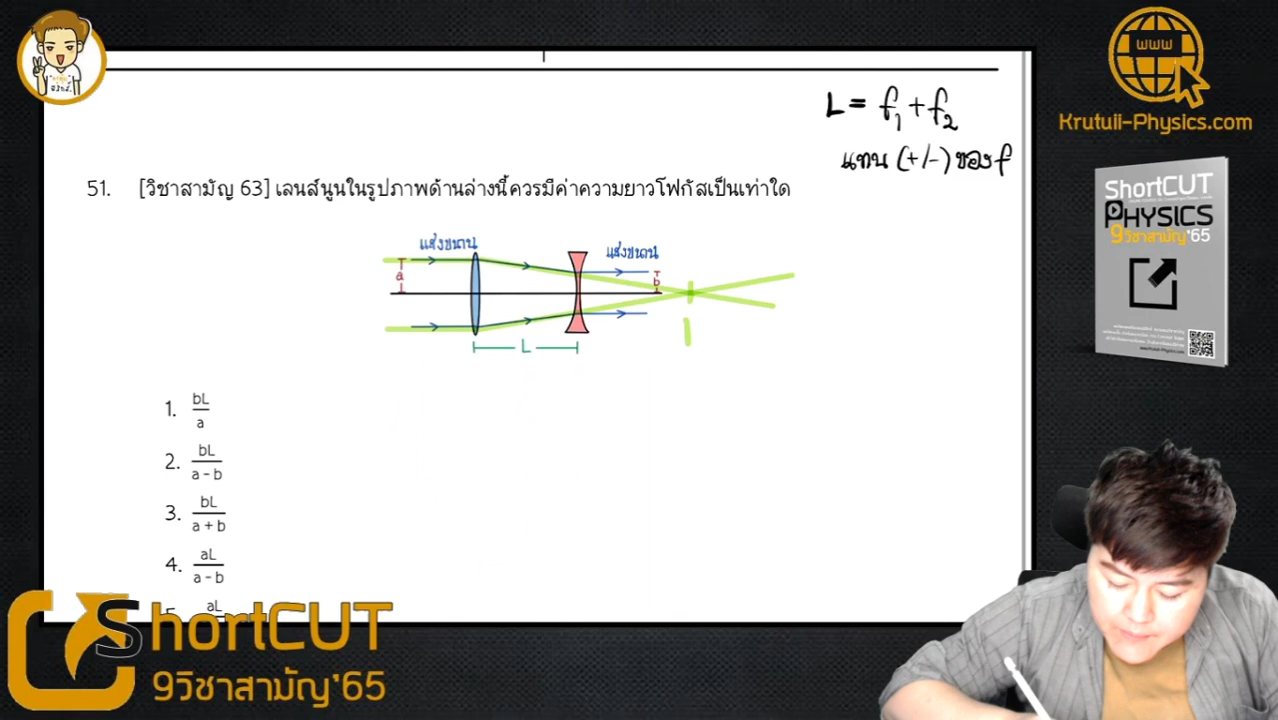 WWW
Krutuii-Physics.com
L = f₁ + f₂
แทน (+/-) ของ f
51. [วิชาสามัญ 63] เลนส์นูนในรูปภาพด้านล่างนี้ควรมีค่าความยาวโฟกัสเป็นเท่าใด
แสงขนาน
แสงขนาน
a
b
L
1. bL/a
2. bL/(a - b)
3. bL/(a + b)
4. aL/(a - b)
5. aL
ShortCUT
PHYSICS
9วิชาสามัญ'65
ShortCUT
9วิชาสามัญ'65